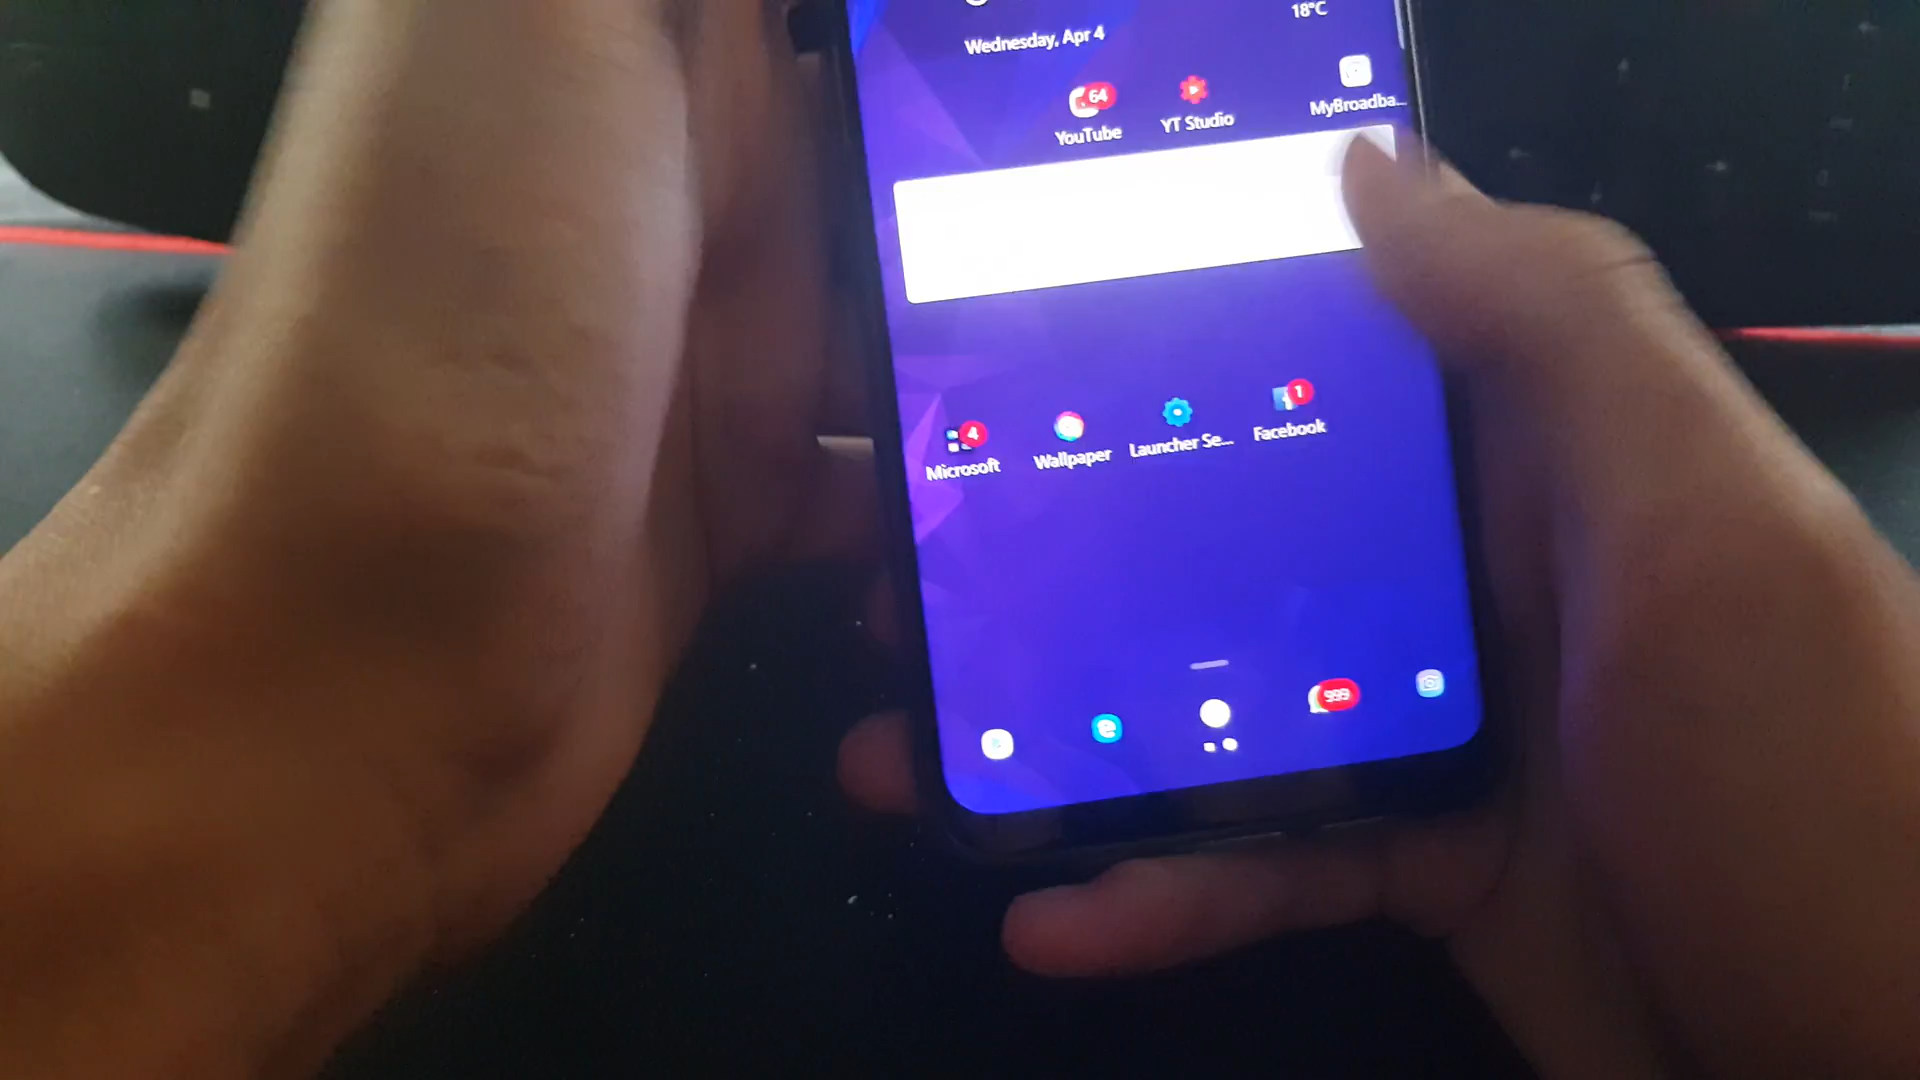 18°C
Wednesday, Apr 4
64
YouTube
YT Studio
MyBroadba...
4
Microsoft
Wallpaper
Launcher Se...
1
Facebook
999